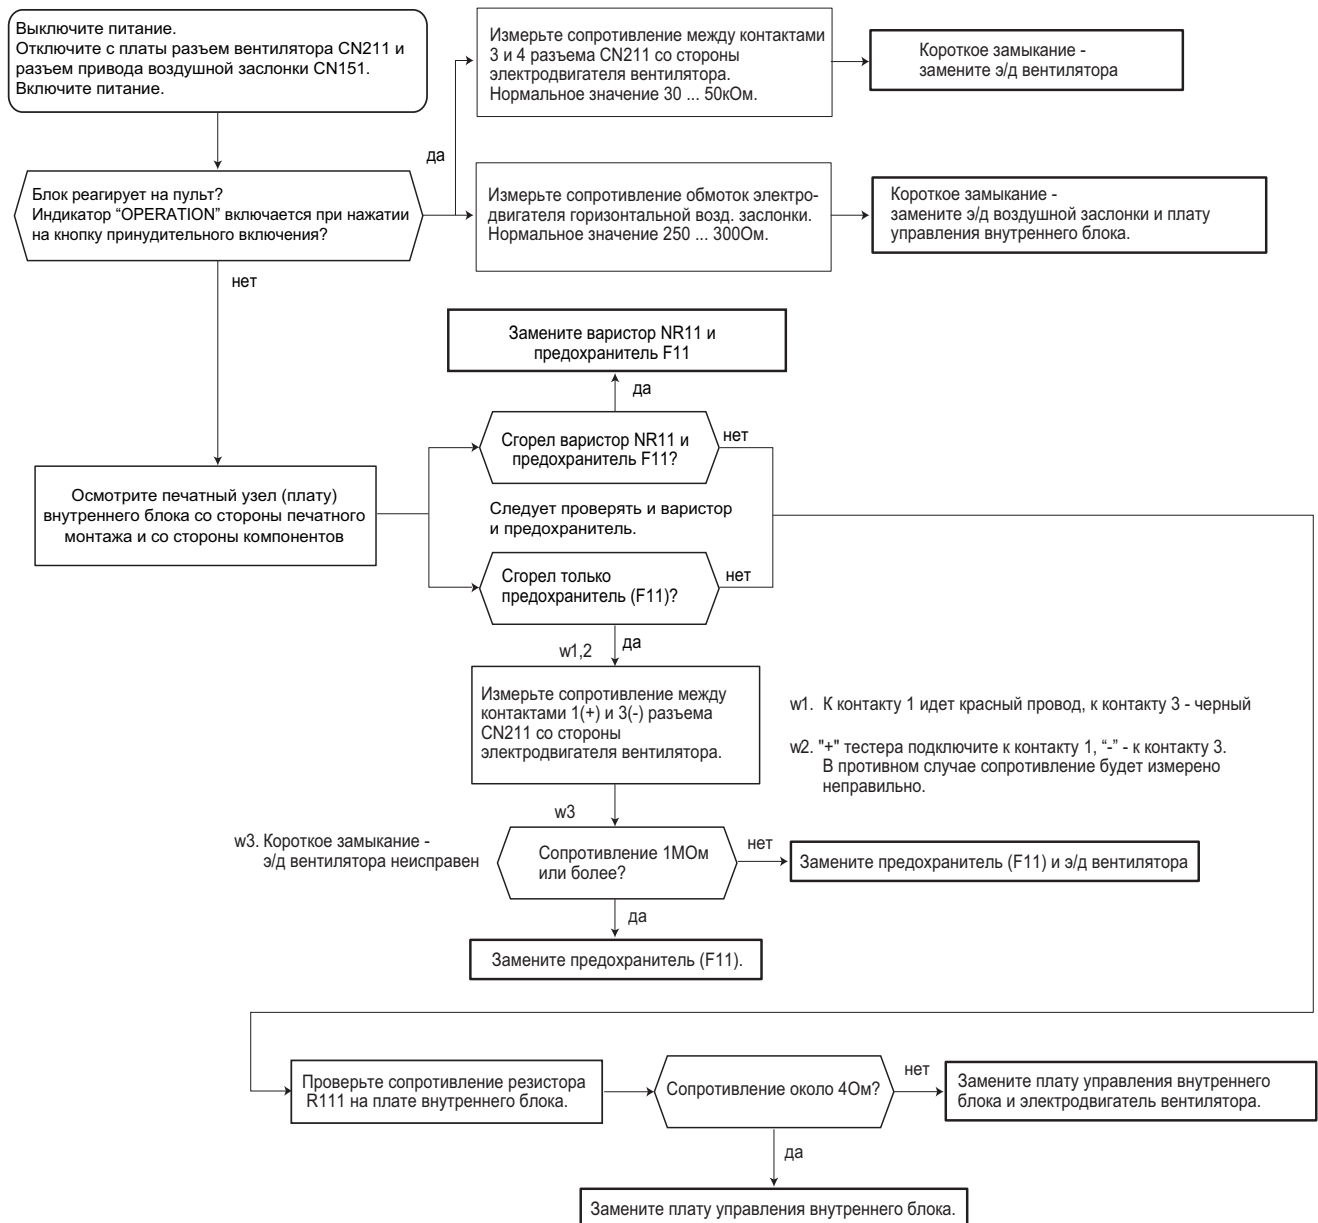 Выключите питание.
Отключите с платы разъем вентилятора CN211 и
разъем привода воздушной заслонки CN151.
Включите питание.
Измерьте сопротивление между контактами
3 и 4 разъема CN211 со стороны
электродвигателя вентилятора.
Нормальное значение 30 ... 50кОм.
Короткое замыкание -
замените э/д вентилятора
да
Блок реагирует на пульт?
Индикатор “OPERATION” включается при нажатии
на кнопку принудительного включения?
Измерьте сопротивление обмоток электро-
двигателя горизонтальной возд. заслонки.
Нормальное значение 250 ... 300Ом.
Короткое замыкание -
замените э/д воздушной заслонки и плату
управления внутреннего блока.
нет
Замените варистор NR11 и
предохранитель F11
да
Сгорел варистор NR11 и
предохранитель F11?
нет
Осмотрите печатный узел (плату)
внутреннего блока со стороны печатного
монтажа и со стороны компонентов
Следует проверять и варистор
и предохранитель.
Сгорел только
предохранитель (F11)?
нет
да
w1,2
Измерьте сопротивление между
контактами 1(+) и 3(-) разъема
CN211 со стороны
электродвигателя вентилятора.
w1. К контакту 1 идет красный провод, к контакту 3 - черный
w2. "+" тестера подключите к контакту 1, “-” - к контакту 3.
В противном случае сопротивление будет измерено
неправильно.
w3
w3. Короткое замыкание -
э/д вентилятора неисправен
Сопротивление 1МОм
или более?
нет
Замените предохранитель (F11) и э/д вентилятора
да
Замените предохранитель (F11).
Проверьте сопротивление резистора
R111 на плате внутреннего блока.
Сопротивление около 4Ом?
нет
Замените плату управления внутреннего
блока и электродвигатель вентилятора.
да
Замените плату управления внутреннего блока.